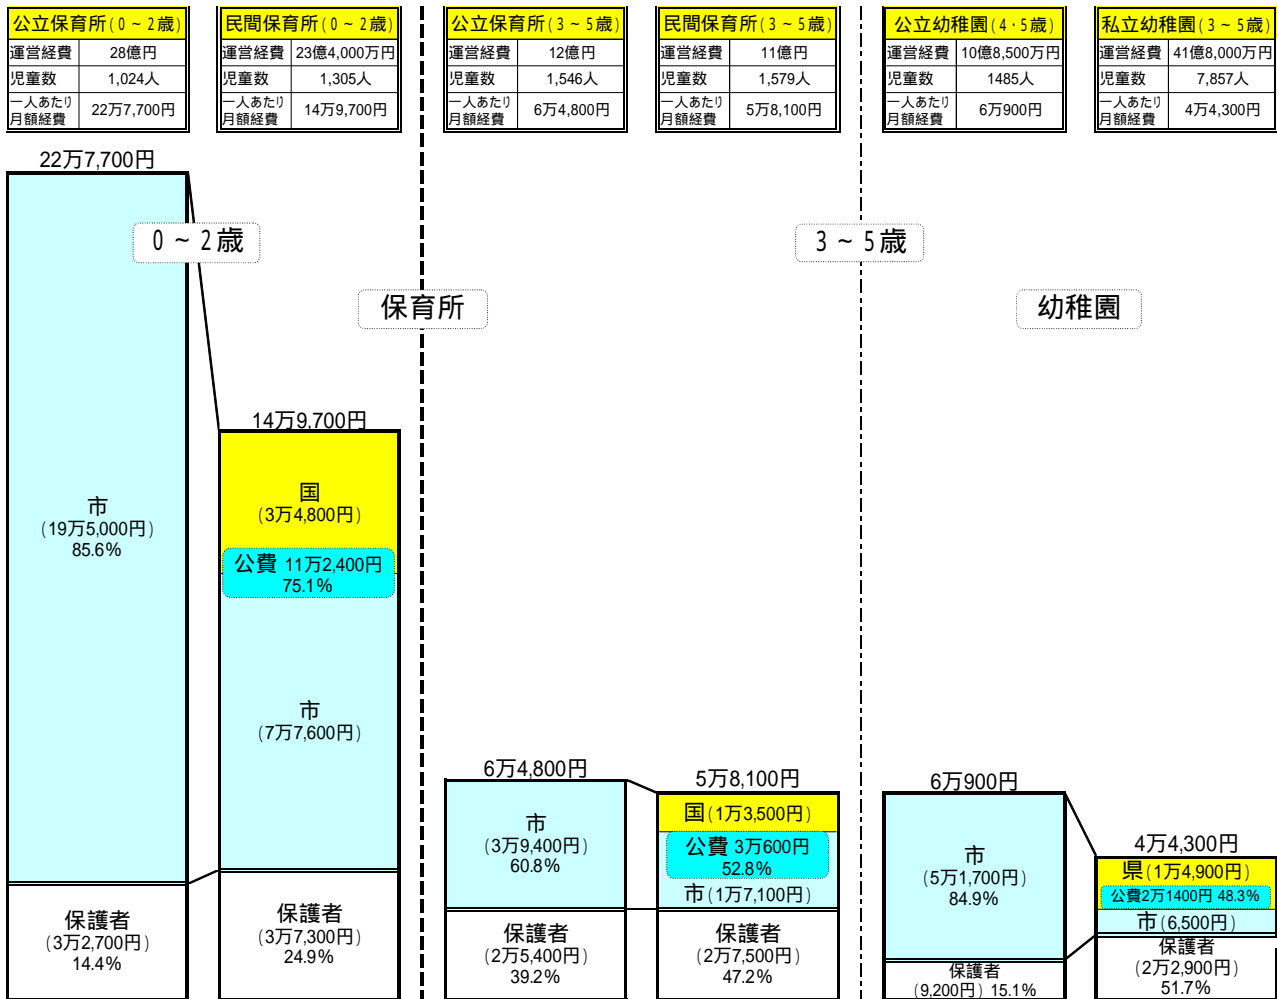 公立保育所(0～2歳)
運営経費 28億円
児童数 1,024人
一人あたり
月額経費 22万7,700円
民間保育所(0～2歳)
運営経費 23億4,000万円
児童数 1,305人
一人あたり
月額経費 14万9,700円
公立保育所(3～5歳)
運営経費 12億円
児童数 1,546人
一人あたり
月額経費 6万4,800円
民間保育所(3～5歳)
運営経費 11億円
児童数 1,579人
一人あたり
月額経費 5万8,100円
公立幼稚園(4・5歳)
運営経費 10億8,500万円
児童数 1485人
一人あたり
月額経費 6万900円
私立幼稚園(3～5歳)
運営経費 41億8,000万円
児童数 7,857人
一人あたり
月額経費 4万4,300円
0～2歳
3～5歳
保育所
幼稚園
22万7,700円
市
(19万5,000円)
85.6%
保護者
(3万2,700円)
14.4%
14万9,700円
国
(3万4,800円)
公費 11万2,400円
75.1%
市
(7万7,600円)
保護者
(3万7,300円)
24.9%
6万4,800円
市
(3万9,400円)
60.8%
保護者
(2万5,400円)
39.2%
5万8,100円
国(1万3,500円)
公費 3万600円
52.8%
市(1万7,100円)
保護者
(2万7,500円)
47.2%
6万900円
市
(5万1,700円)
84.9%
保護者
(9,200円) 15.1%
4万4,300円
県(1万4,900円)
公費2万1400円 48.3%
市(6,500円)
保護者
(2万2,900円)
51.7%